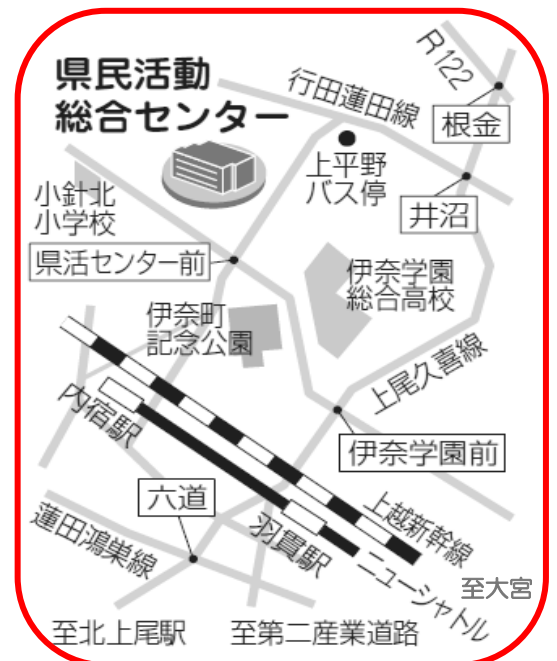 県民活動
総合センター
R122
行田蓮田線
根金
上平野
バス停
井沼
小針北
小学校
県活センター前
伊奈学園
総合高校
伊奈町
記念公園
上尾久喜線
内宿駅
伊奈学園前
六道
羽貫駅
上越新幹線
蓮田鴻巣線
ニューシャトル
至大宮
至北上尾駅
至第二産業道路